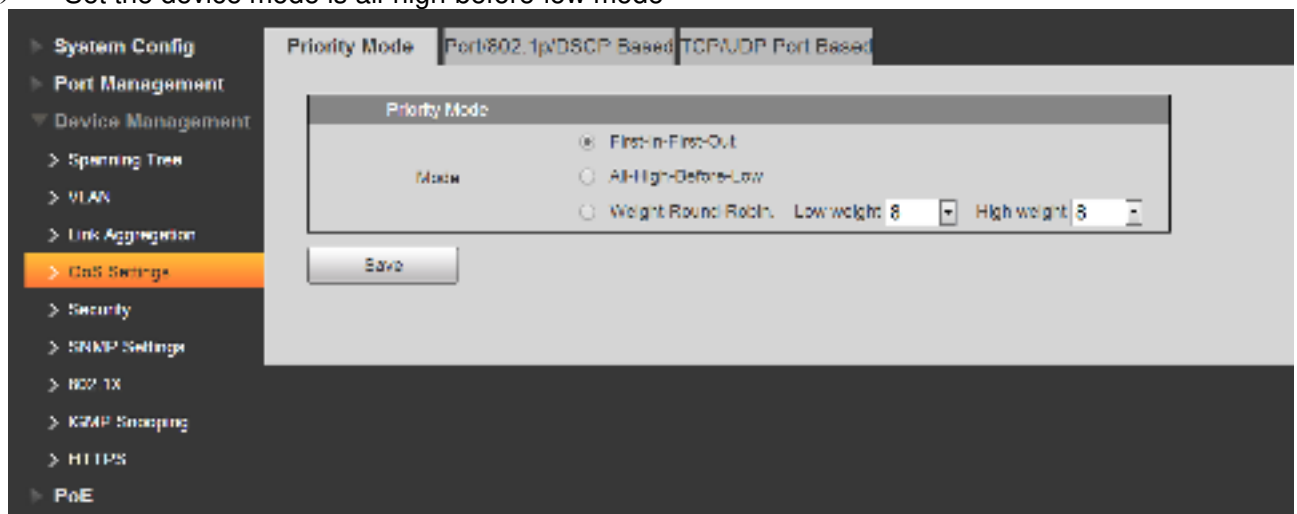 Set the device mode is all-high-before-low mode
System Config
Port Management
Device Management
Spanning Tree
VLAN
Link Aggregation
QoS Settings
Security
SNMP Settings
802.1X
IGMP Snooping
HTTPS
PoE
Priority Mode Port/802.1p/DSCP Based TCP/UDP Port Based
Priority Mode
Mode
First-In-First-Out
All-High-Before-Low
Weight-Round-Robin. Low weight 8 High weight 8
Save